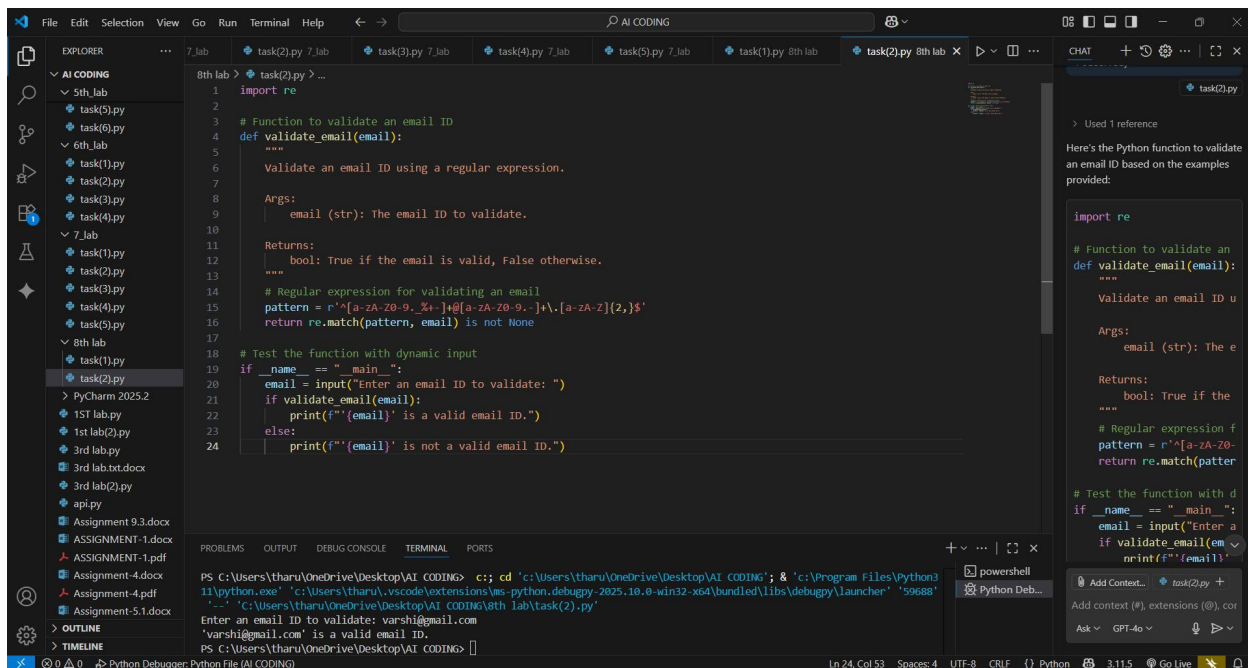 File Edit Selection View Go Run Terminal Help
AI CODING
EXPLORER
AI CODING
5th_lab
task(5).py
task(6).py
6th_lab
task(1).py
task(2).py
task(3).py
task(4).py
7_lab
task(1).py
task(2).py
task(3).py
task(4).py
task(5).py
8th lab
task(1).py
task(2).py
PyCharm 2025.2
1ST lab.py
1st lab(2).py
3rd lab.py
3rd lab.txt.docx
3rd lab(2).py
api.py
Assignment 9.3.docx
ASSIGNMENT-1.docx
ASSIGNMENT-1.pdf
Assignment-4.docx
Assignment-4.pdf
Assignment-5.1.docx
OUTLINE
TIMELINE
7_lab task(2).py 7_lab task(3).py 7_lab task(4).py 7_lab task(5).py 7_lab task(1).py 8th lab task(2).py 8th lab
8th lab > task(2).py > ...
1 import re
2
3 # Function to validate an email ID
4 def validate_email(email):
5 """
6 Validate an email ID using a regular expression.
7
8 Args:
9 email (str): The email ID to validate.
10
11 Returns:
12 bool: True if the email is valid, False otherwise.
13 """
14 # Regular expression for validating an email
15 pattern = r'^[a-zA-Z0-9._%+-]+@[a-zA-Z0-9.-]+\.[a-zA-Z]{2,}$'
16 return re.match(pattern, email) is not None
17
18 # Test the function with dynamic input
19 if __name__ == "__main__":
20 email = input("Enter an email ID to validate: ")
21 if validate_email(email):
22 print(f"'{email}' is a valid email ID.")
23 else:
24 print(f"'{email}' is not a valid email ID.")
PROBLEMS OUTPUT DEBUG CONSOLE TERMINAL PORTS
PS C:\Users\tharu\OneDrive\Desktop\AI CODING> c:; cd 'c:\Users\tharu\OneDrive\Desktop\AI CODING'; & 'c:\Program Files\Python3
11\python.exe' 'c:\Users\tharu\.vscode\extensions\ms-python.debugpy-2025.10.0-win32-x64\bundled\libs\debugpy\launcher' '59688'
'--' 'C:\Users\tharu\OneDrive\Desktop\AI CODING\8th lab\task(2).py'
Enter an email ID to validate: varshi@gmail.com
'varshi@gmail.com' is a valid email ID.
PS C:\Users\tharu\OneDrive\Desktop\AI CODING>
powershell
Python Deb...
CHAT
task(2).py
Used 1 reference
Here's the Python function to validate
an email ID based on the examples
provided:
import re
# Function to validate an
def validate_email(email):
"""
Validate an email ID u
Args:
email (str): The e
Returns:
bool: True if the
"""
# Regular expression f
pattern = r'^[a-zA-Z0-
return re.match(patter
# Test the function with d
if __name__ == "__main__":
email = input("Enter a
if validate_email(em
print(f"'{email}'
Add Context... task(2).py +
Add context (#), extensions (@), cor
Ask GPT-4o
0 0 Python Debugger: Python File (AI CODING)
Ln 24, Col 53 Spaces: 4 UTF-8 CRLF {} Python 3.11.5 Go Live